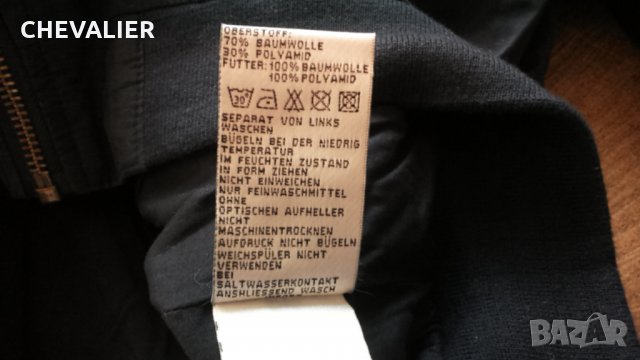 CHEVALIER
OBERSTOFF:
70% BAUMWOLLE
30% POLYAMID
FUTTER:100% BAUMWOLLE
100% POLYAMID
30°
SEPARAT VON LINKS
WASCHEN
BÜGELN BEI DER NIEDRIG
TEMPERATUR
IM FEUCHTEN ZUSTAND
IN FORM ZIEHEN
NICHT EINWEICHEN
NUR FEINWASCHMITTEL
OHNE
OPTISCHEN AUFHELLER
NICHT
MASCHINENTROCKNEN
AUFDRUCK NICHT BÜGELN
WEICHSPÜLER NICHT
VERWENDEN
BEI
SALTWASSERKONTAKT
ANSHLIESSEND WASCH
BAZAR